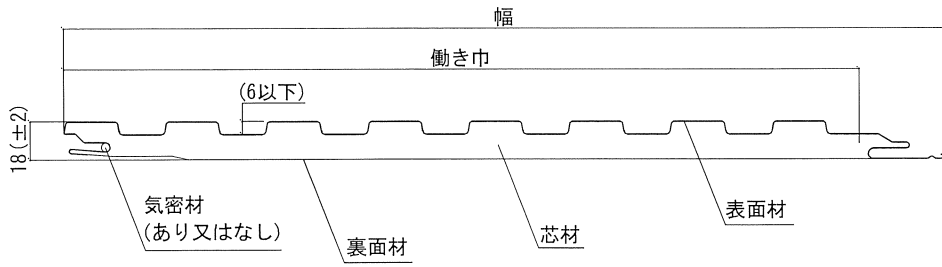 幅
働き巾
(6以下)
18(±2)
気密材
(あり又はなし)
裏面材
芯材
表面材